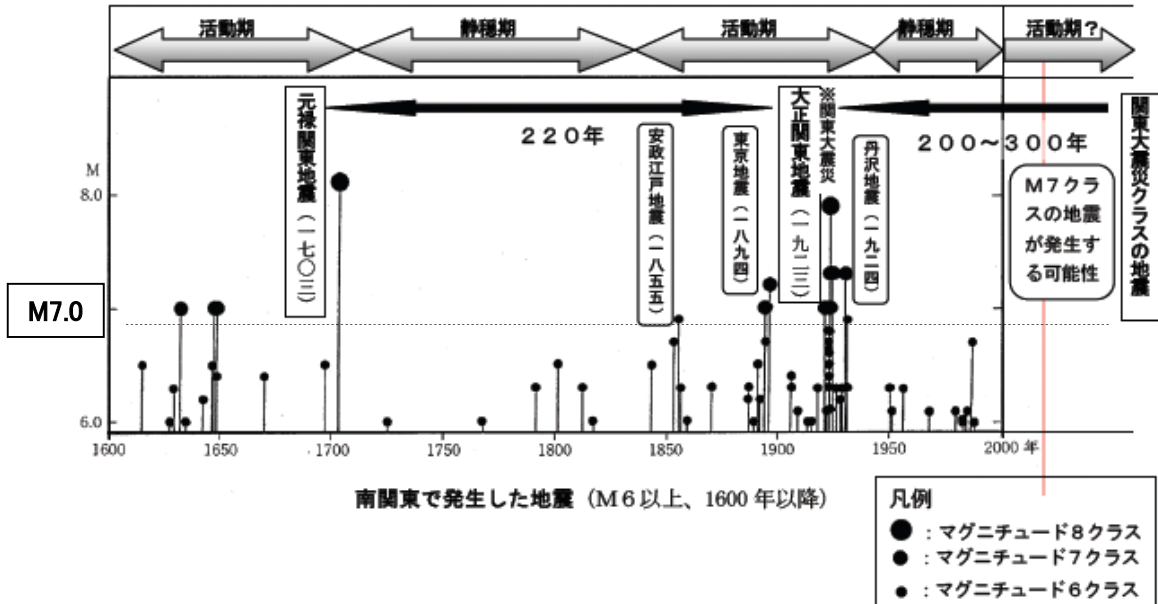 活動期
静穏期
活動期
静穏期
活動期？
元禄関東地震（一七〇三）
220年
安政江戸地震（一八五五）
東京地震（一八九四）
大正関東地震（一九二三）
※関東大震災
丹沢地震（一九二四）
200～300年
関東大震災クラスの地震
M7ク
ラスの地震
が発生す
る可能性
M
8.0
M7.0
6.0
1600
1650
1700
1750
1800
1850
1900
1950
2000 年
南関東で発生した地震（M6以上、1600年以降）
凡例
：マグニチュード8クラス
：マグニチュード7クラス
：マグニチュード6クラス